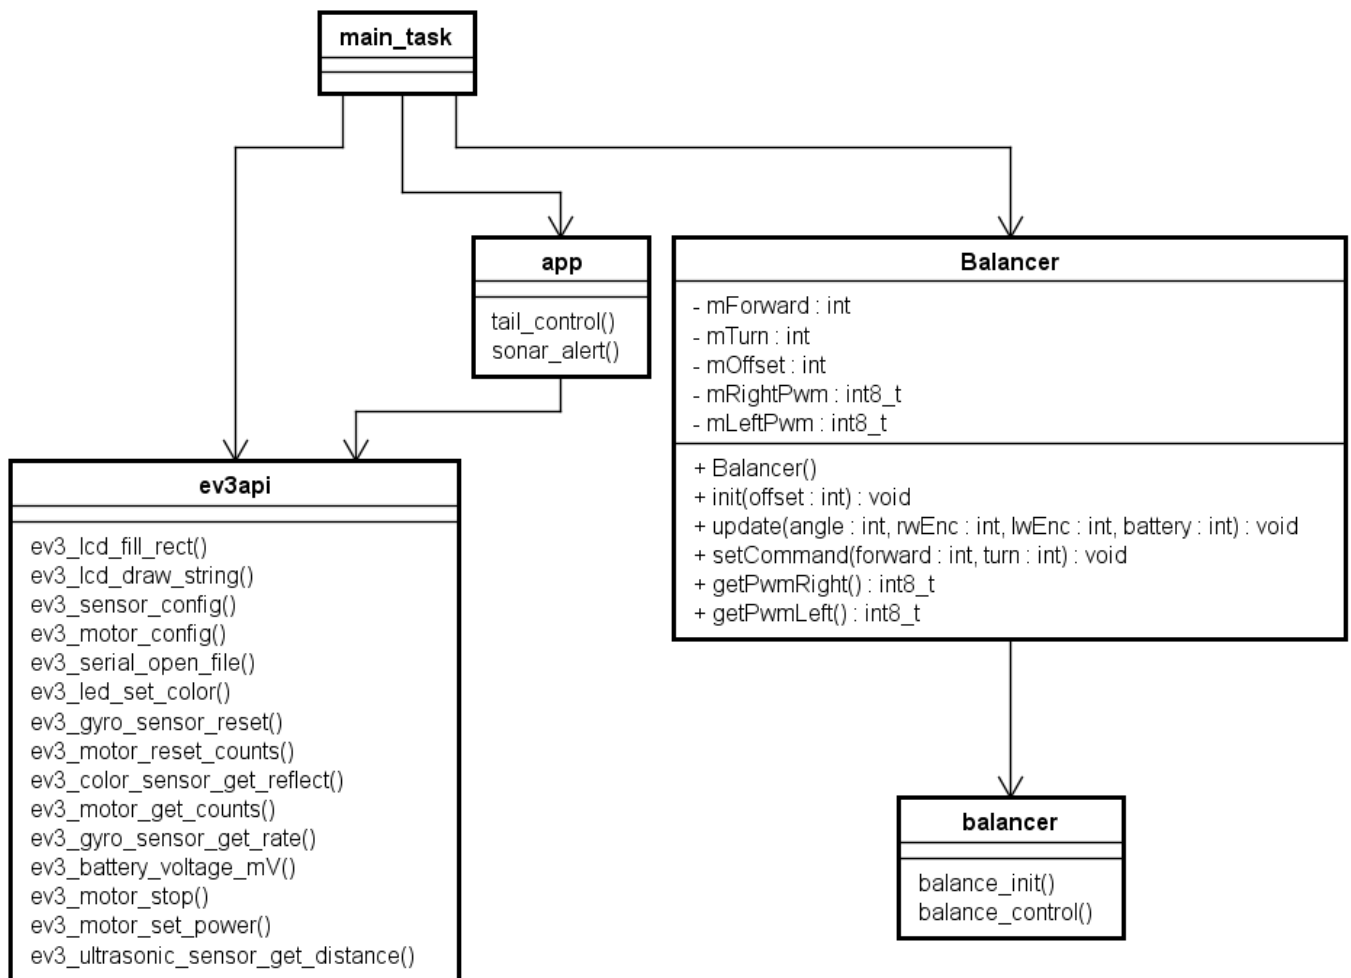 main_task
app
tail_control()
sonar_alert()
Balancer
- mForward : int
- mTurn : int
- mOffset : int
- mRightPwm : int8_t
- mLeftPwm : int8_t
+ Balancer()
+ init(offset : int) : void
+ update(angle : int, rwEnc : int, lwEnc : int, battery : int) : void
+ setCommand(forward : int, turn : int) : void
+ getPwmRight() : int8_t
+ getPwmLeft() : int8_t
ev3api
ev3_lcd_fill_rect()
ev3_lcd_draw_string()
ev3_sensor_config()
ev3_motor_config()
ev3_serial_open_file()
ev3_led_set_color()
ev3_gyro_sensor_reset()
ev3_motor_reset_counts()
ev3_color_sensor_get_reflect()
ev3_motor_get_counts()
ev3_gyro_sensor_get_rate()
ev3_battery_voltage_mV()
ev3_motor_stop()
ev3_motor_set_power()
ev3_ultrasonic_sensor_get_distance()
balancer
balance_init()
balance_control()